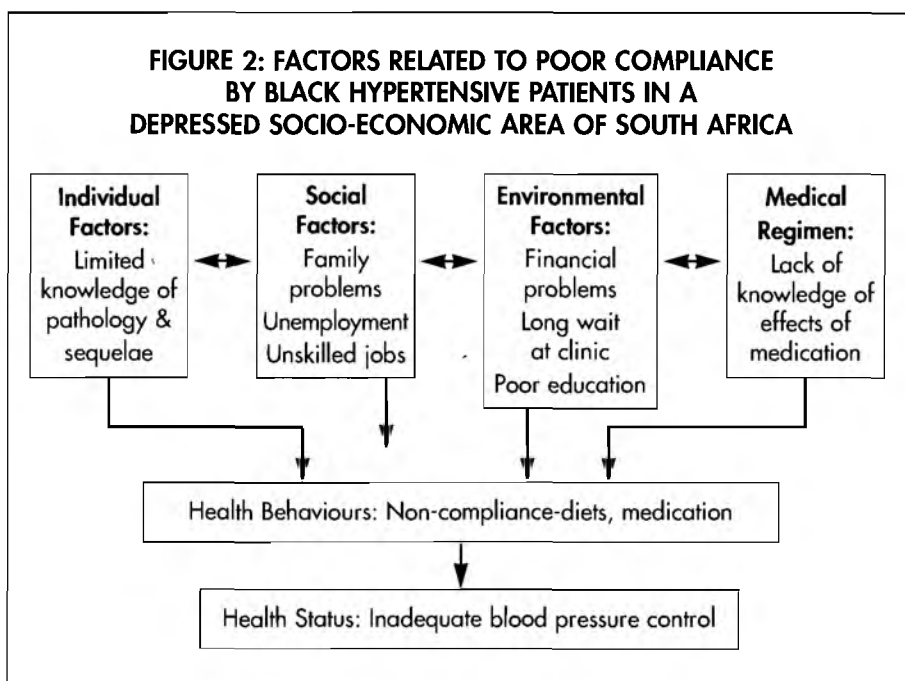 FIGURE 2: FACTORS RELATED TO POOR COMPLIANCE
BY BLACK HYPERTENSIVE PATIENTS IN A
DEPRESSED SOCIO-ECONOMIC AREA OF SOUTH AFRICA
Individual
Factors:
Limited
knowledge of
pathology &
sequelae
Social
Factors:
Family
problems
Unemployment
Unskilled jobs
Environmental
Factors:
Financial
problems
Long wait
at clinic
Poor education
Medical
Regimen:
Lack of
knowledge of
effects of
medication
Health Behaviours: Non-compliance-diets, medication
Health Status: Inadequate blood pressure control